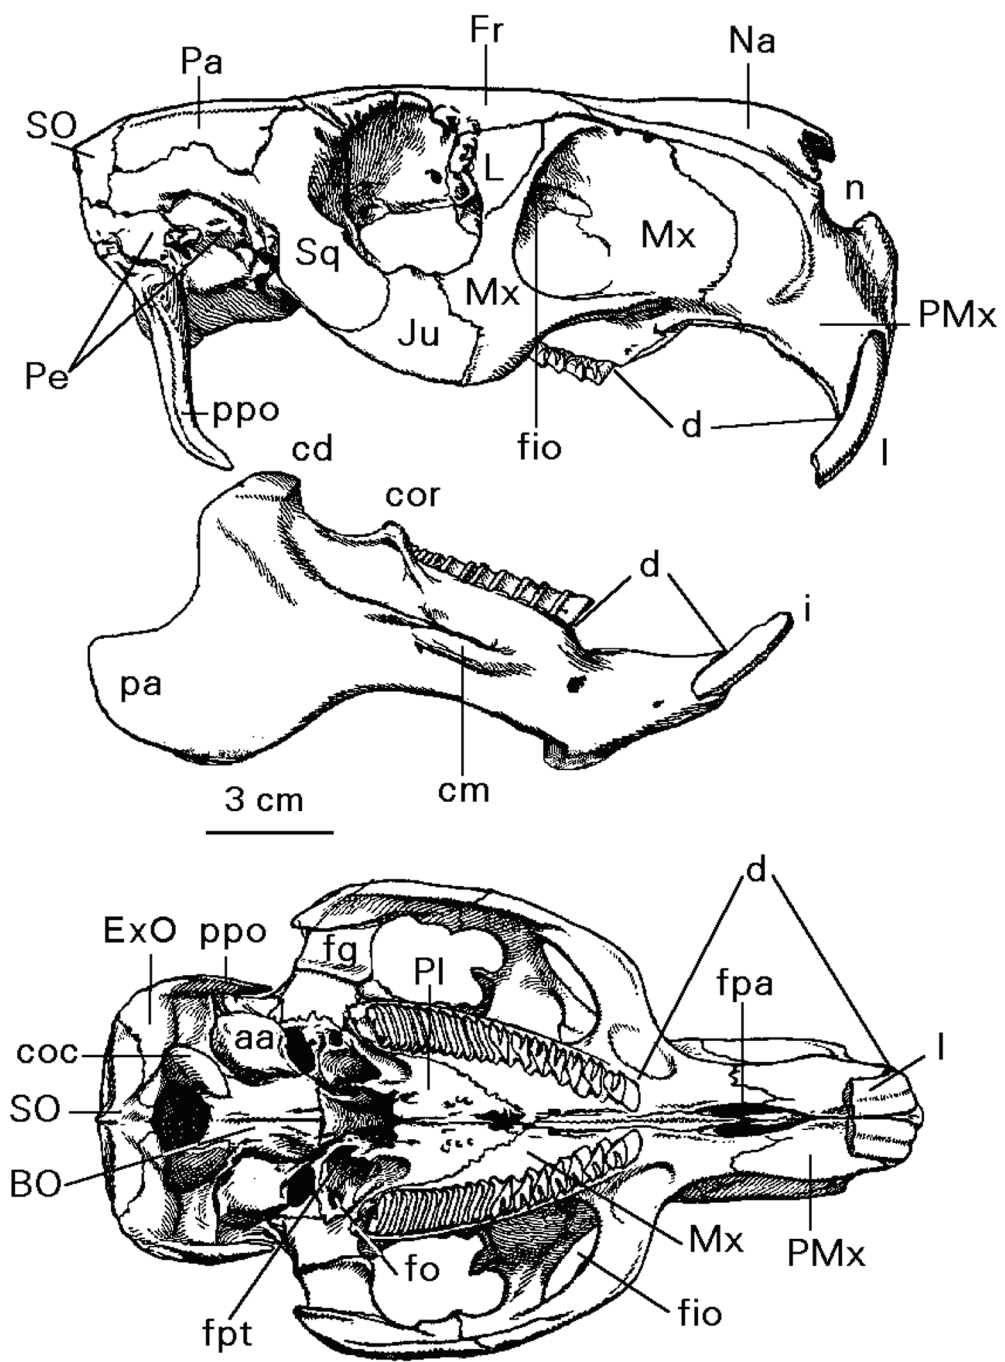 Fr
Na
Pa
SO
L
n
Mx
Sq
Mx
PMx
Ju
Pe
ppo
d
fio
I
cd
cor
d
i
pa
cm
3 cm
d
ExO ppo
fg
Pl
fpa
aa
coc
I
SO
BO
Mx
PMx
fo
fio
fpt